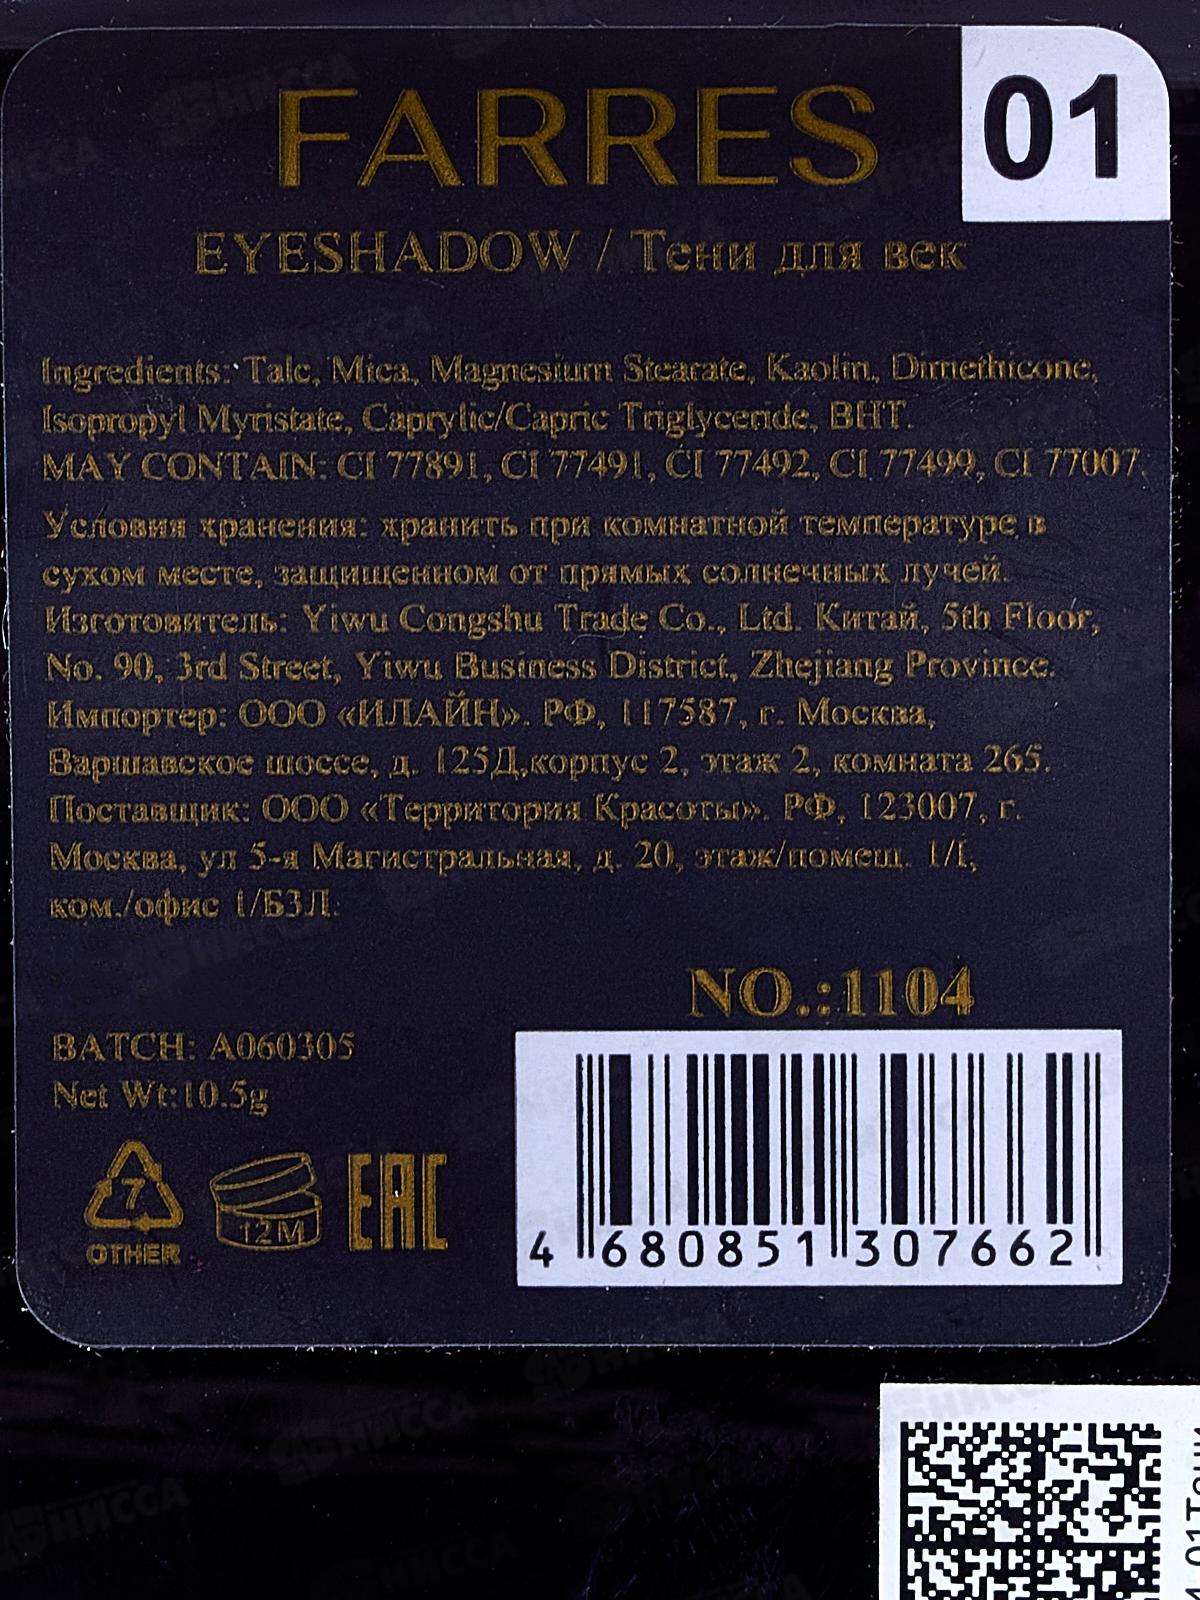 FARRES
01
EYESHADOW / Тени для век
Ingredients: Talc, Mica, Magnesium Stearate, Kaolin, Dimethicone,
Isopropyl Myristate, Caprylic/Capric Triglyceride, BHT.
MAY CONTAIN: CI 77891, CI 77491, CI 77492, CI 77499, CI 77007.
Условия хранения: хранить при комнатной температуре в
сухом месте, защищенном от прямых солнечных лучей.
Изготовитель: Yiwu Congshu Trade Co., Ltd. Китай, 5th Floor,
No. 90, 3rd Street, Yiwu Business District, Zhejiang Province.
Импортер: ООО «ИЛАЙН». РФ, 117587, г. Москва,
Варшавское шоссе, д. 125Д,корпус 2, этаж 2, комната 265.
Поставщик: ООО «Территория Красоты». РФ, 123007, г.
Москва, ул 5-я Магистральная, д. 20, этаж/помещ. 1/I,
ком./офис 1/БЗЛ.
NO.:1104
BATCH: A060305
Net Wt:10.5g
7
OTHER
12M
EAC
4 680851 307662
01Тени